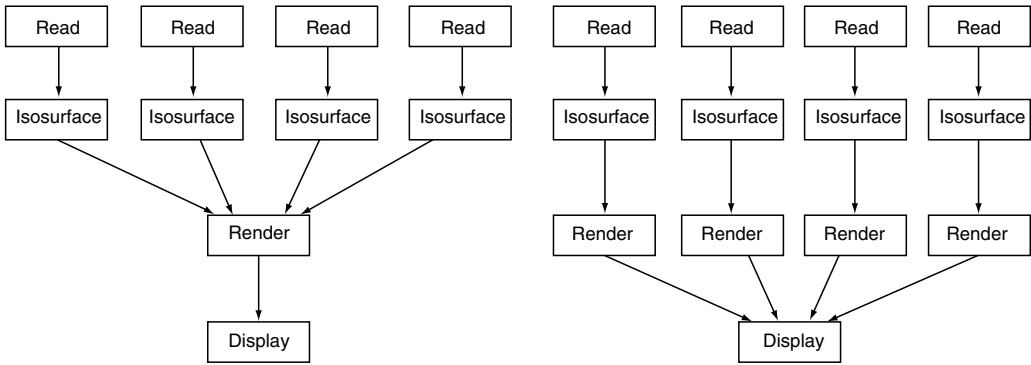 Read Read Read Read
Isosurface Isosurface Isosurface Isosurface
Render
Display
Read Read Read Read
Isosurface Isosurface Isosurface Isosurface
Render Render Render Render
Display